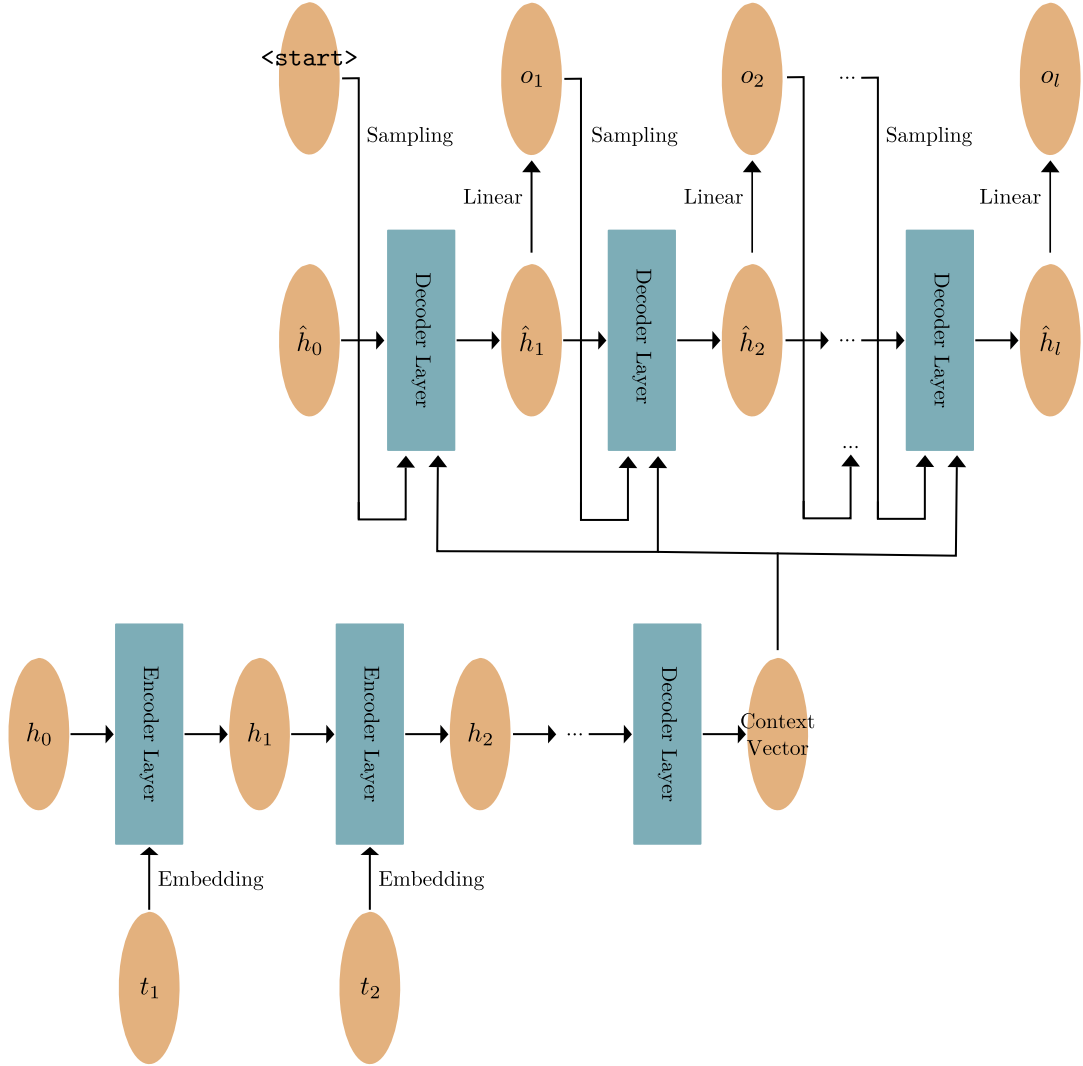 <start>
o1
o2
...
ol
Sampling
Sampling
Sampling
Linear
Linear
Linear
ĥ0
Decoder Layer
ĥ1
Decoder Layer
ĥ2
...
Decoder Layer
ĥl
...
h0
Encoder Layer
h1
Encoder Layer
h2
...
Decoder Layer
Context
Vector
Embedding
Embedding
t1
t2